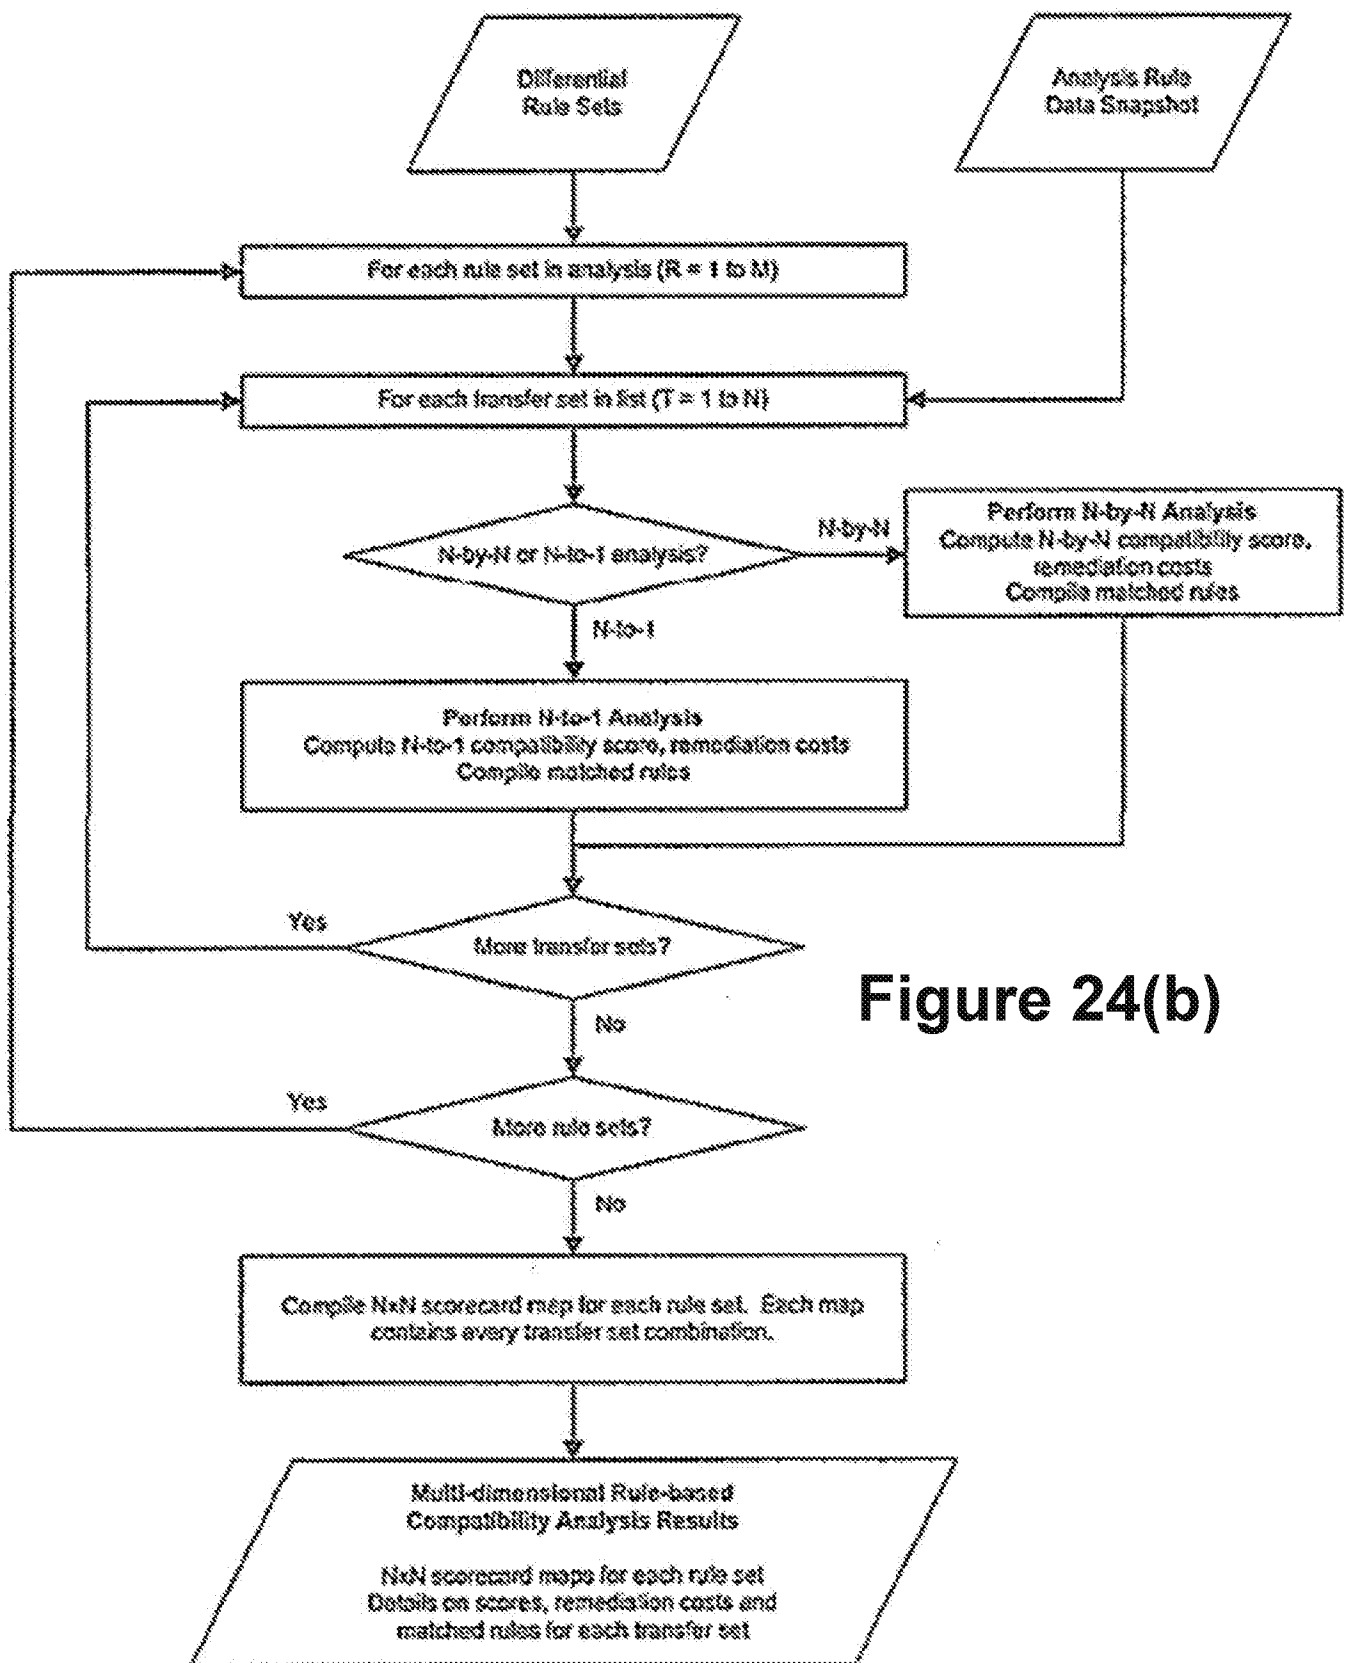 Differential
Rule Sets
Analysis Rule
Data Snapshot
For each rule set in analysis (R = 1 to M)
For each transfer set in list (T = 1 to N)
N-by-N or N-to-1 analysis?
N-by-N
Perform N-by-N Analysis
Compute N-by-N compatibility score,
remediation costs
Compile matched rules
N-to-1
Perform N-to-1 Analysis
Compute N-to-1 compatibility score, remediation costs
Compile matched rules
Yes
More transfer sets?
Figure 24(b)
No
Yes
More rule sets?
No
Compile NxN scorecard map for each rule set. Each map
contains every transfer set combination.
Multi-dimensional Rule-based
Compatibility Analysis Results
NxN scorecard maps for each rule set
Details on scores, remediation costs and
matched rules for each transfer set